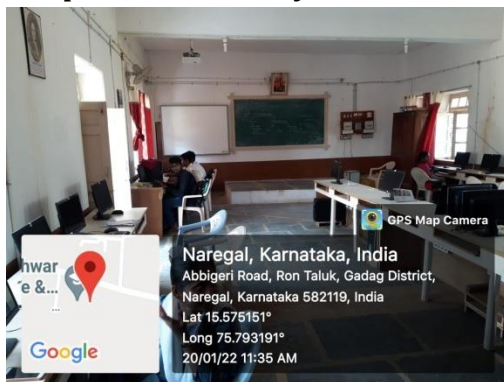 GPS Map Camera
hwar
e &...
...
Google
Naregal, Karnataka, India
Abbigeri Road, Ron Taluk, Gadag District,
Naregal, Karnataka 582119, India
Lat 15.575151°
Long 75.793191°
20/01/22 11:35 AM